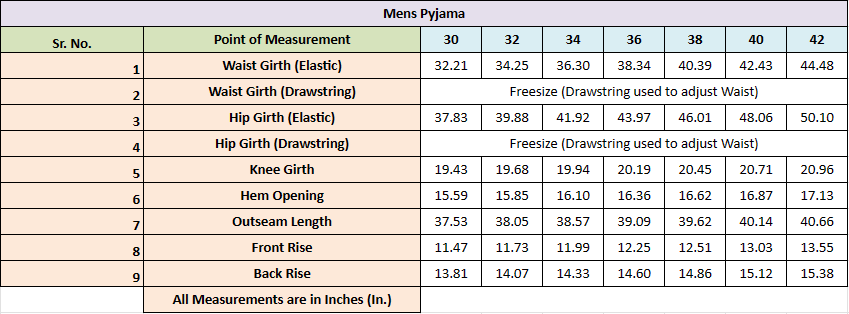 Mens Pyjama
Sr. No. Point of Measurement 30 32 34 36 38 40 42
1 Waist Girth (Elastic) 32.21 34.25 36.30 38.34 40.39 42.43 44.48
2 Waist Girth (Drawstring) Freesize (Drawstring used to adjust Waist)
3 Hip Girth (Elastic) 37.83 39.88 41.92 43.97 46.01 48.06 50.10
4 Hip Girth (Drawstring) Freesize (Drawstring used to adjust Waist)
5 Knee Girth 19.43 19.68 19.94 20.19 20.45 20.71 20.96
6 Hem Opening 15.59 15.85 16.10 16.36 16.62 16.87 17.13
7 Outseam Length 37.53 38.05 38.57 39.09 39.62 40.14 40.66
8 Front Rise 11.47 11.73 11.99 12.25 12.51 13.03 13.55
9 Back Rise 13.81 14.07 14.33 14.60 14.86 15.12 15.38
All Measurements are in Inches (In.)